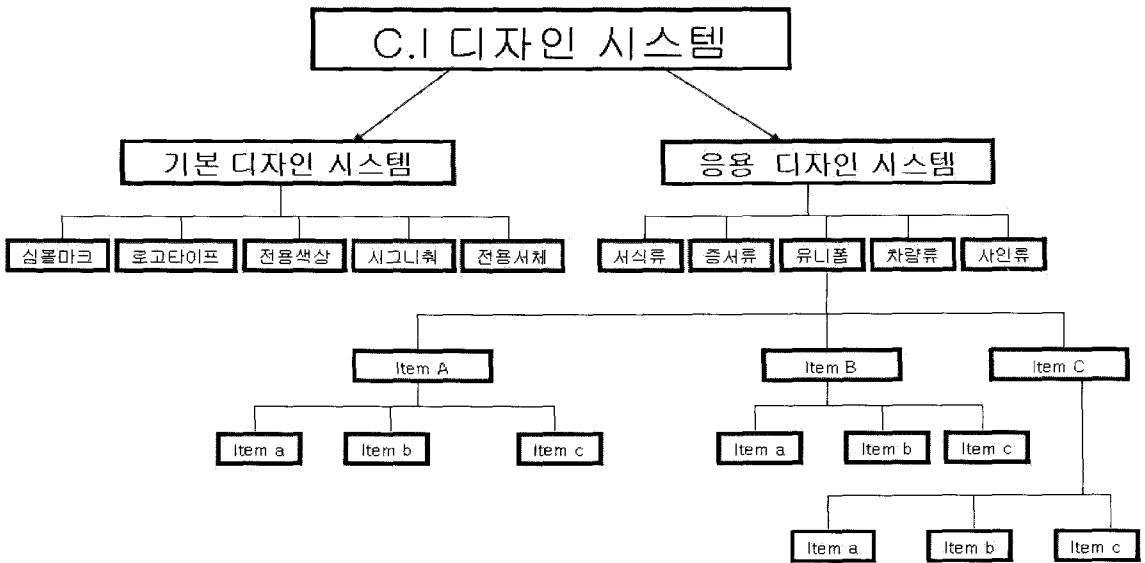 C.I 디자인 시스템
기본 디자인 시스템
응용 디자인 시스템
심볼마크
로고타이프
전용색상
시그니춰
전용서체
서식류
증서류
유니폼
차량류
사인류
Item A
Item B
Item C
Item a
Item b
Item c
Item a
Item b
Item c
Item a
Item b
Item c